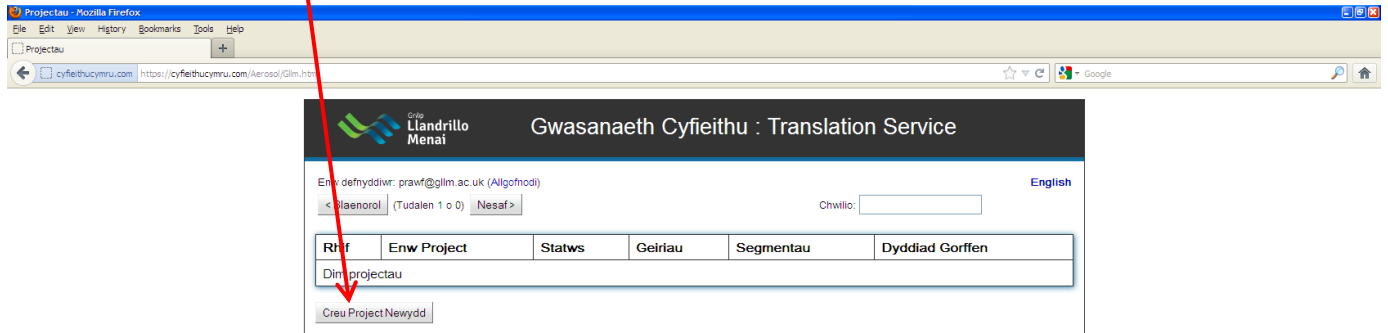 Projectau - Mozilla Firefox
File Edit View History Bookmarks Tools Help
Projectau +
cyfieithucymru.com https://cyfieithucymru.com/Aerosol/Gllm.htm Google
Grŵp
Llandrillo
Menai
Gwasanaeth Cyfieithu : Translation Service
Enw defnyddiwr: prawf@gllm.ac.uk (Allgofnodi) English
< Blaenorol (Tudalen 1 o 0) Nesaf > Chwilio:
Rhif Enw Project Statws Geiriau Segmentau Dyddiad Gorffen
Dim projectau
Creu Project Newydd